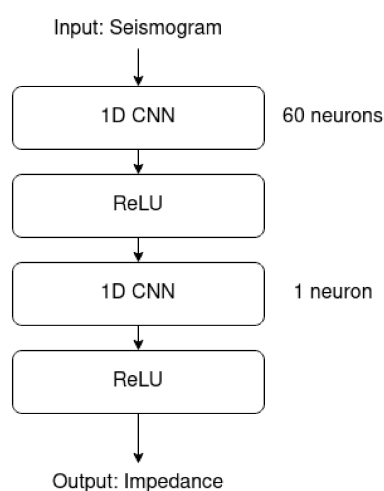 Input: Seismogram
1D CNN
60 neurons
ReLU
1D CNN
1 neuron
ReLU
Output: Impedance